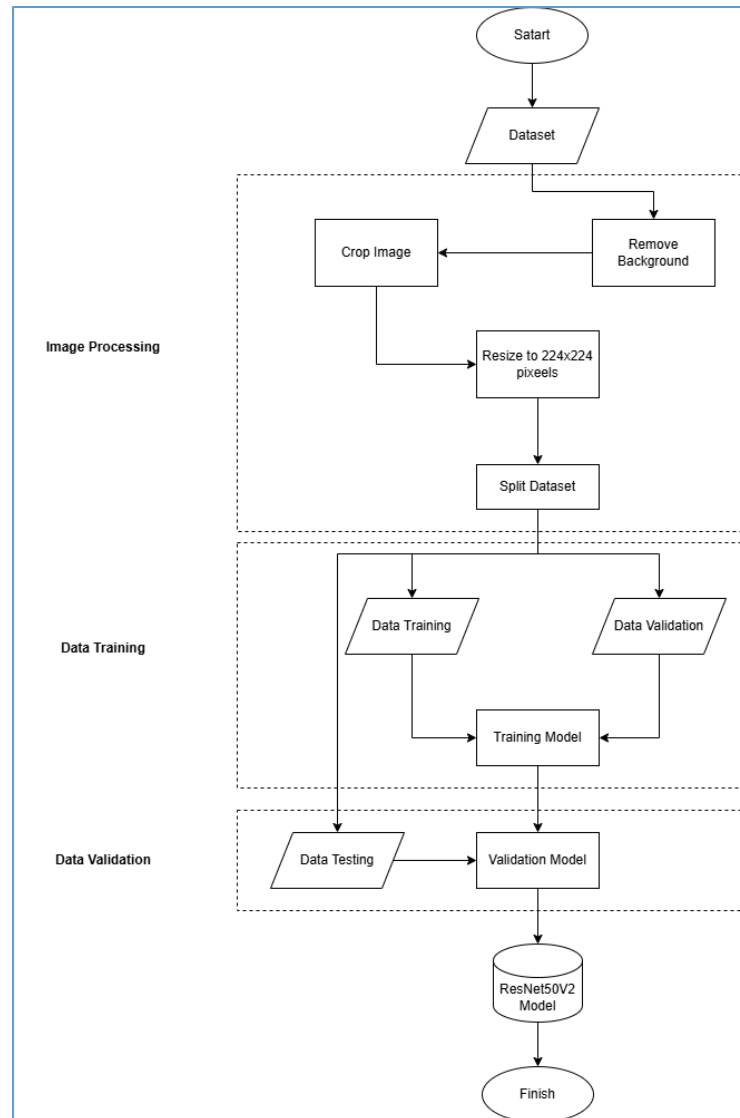 Satart
Dataset
Remove
Background
Crop Image
Image Processing
Resize to 224x224
pixeels
Split Dataset
Data Training
Data Validation
Data Training
Training Model
Data Validation
Data Testing
Validation Model
ResNet50V2
Model
Finish